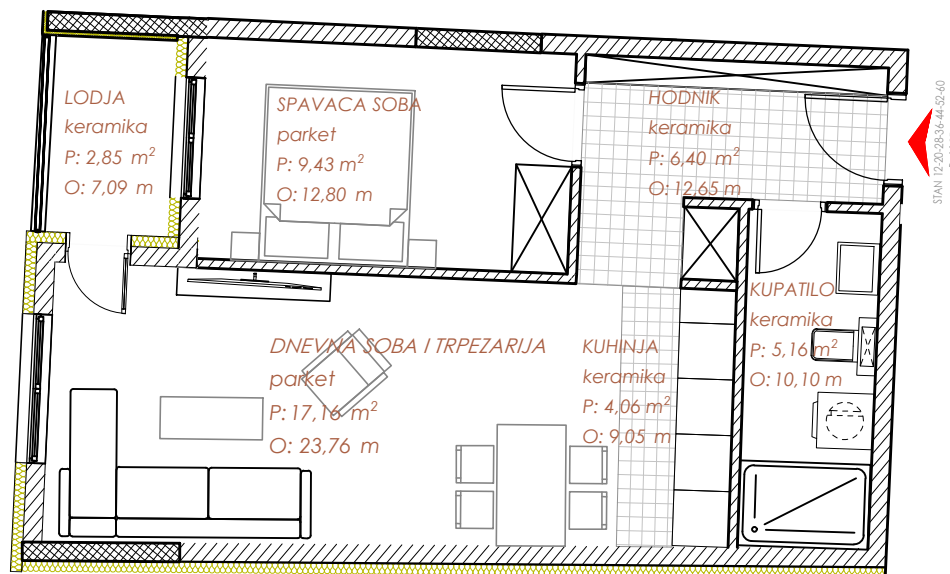 LODJA
keramika
P: 2,85 m²
O: 7,09 m
SPAVACA SOBA
parket
P: 9,43 m²
O: 12,80 m
HODNIK
keramika
P: 6,40 m²
O: 12,65 m
STAN 12-20-28-36-44-52-60
KUPATILO
keramika
P: 5,16 m²
O: 10,10 m
DNEVNA SOBA I TRPEZARIJA
parket
P: 17,16 m²
O: 23,76 m
KUHINJA
keramika
P: 4,06 m²
O: 9,05 m